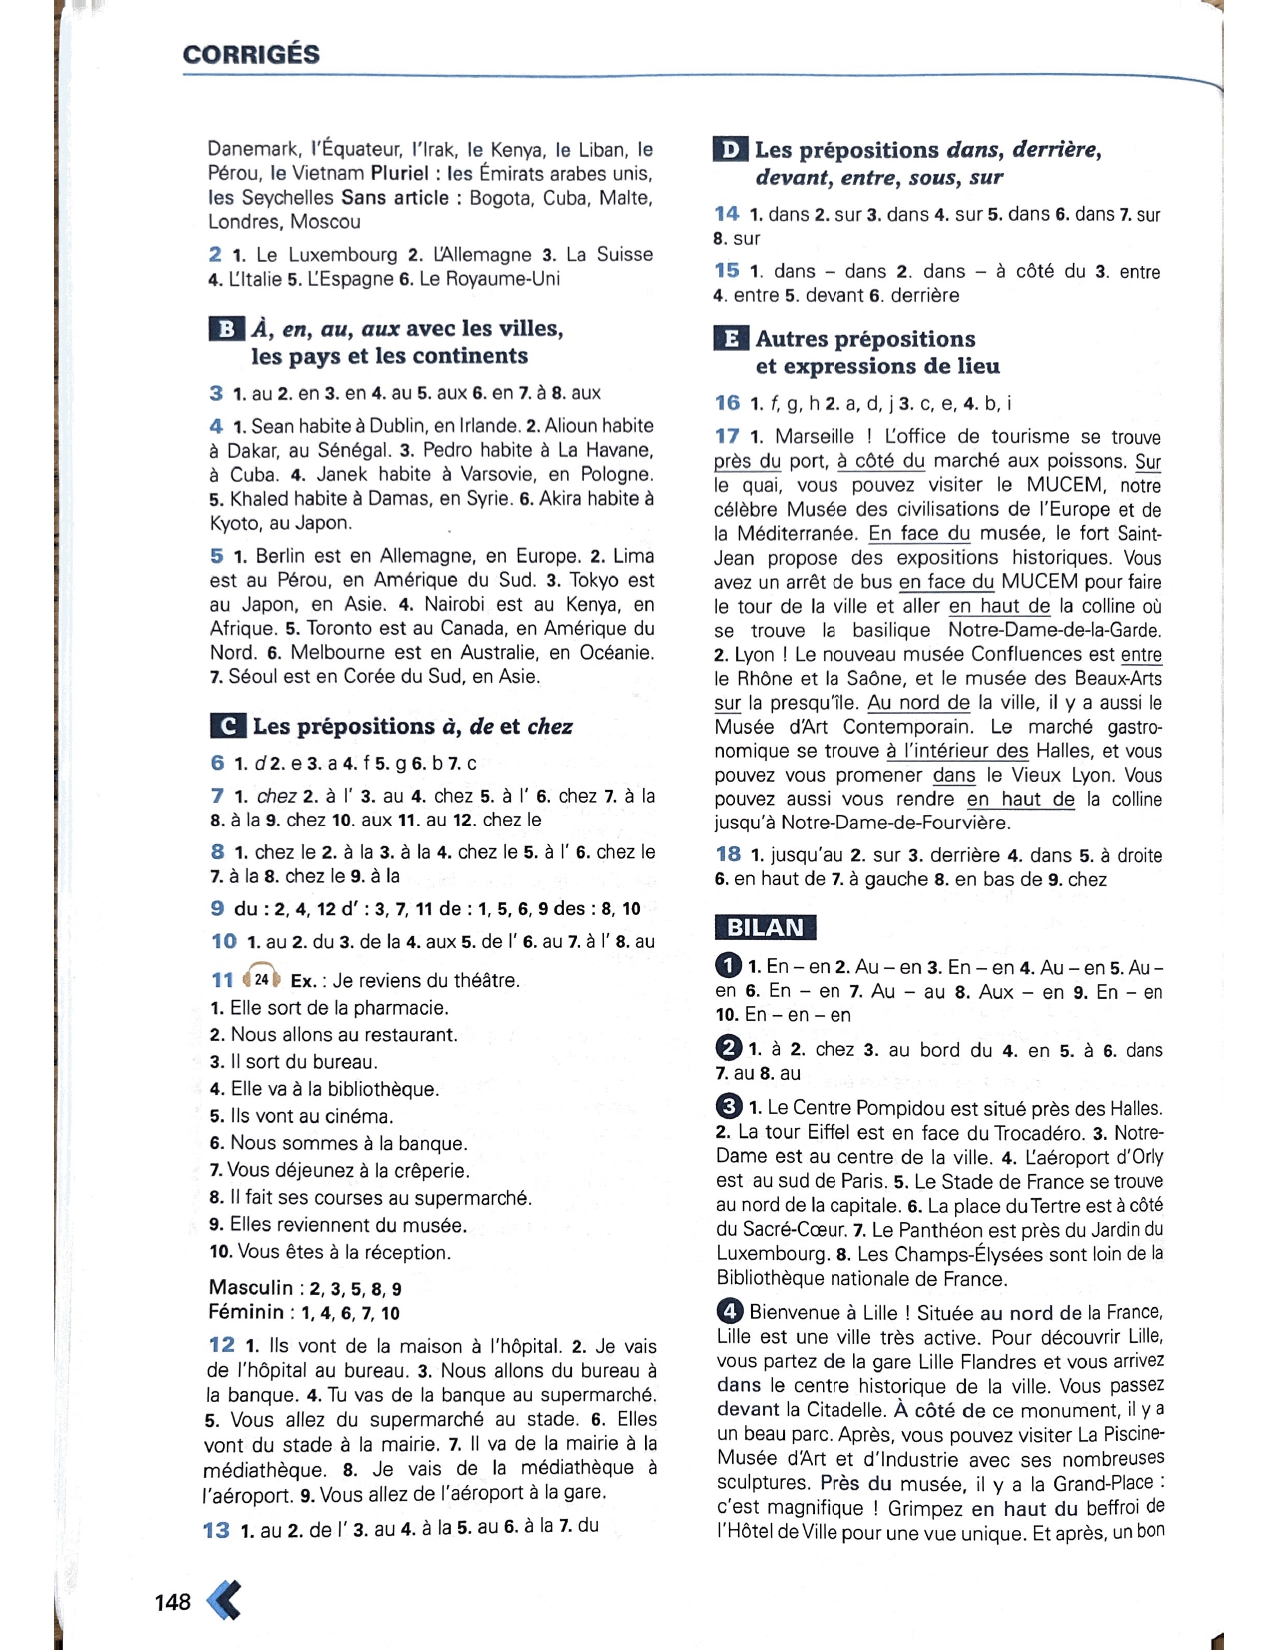 CORRIGÉS
Danemark, l'Équateur, l'Irak, le Kenya, le Liban, le
Pérou, le Vietnam Pluriel : les Émirats arabes unis,
les Seychelles Sans article : Bogota, Cuba, Malte,
Londres, Moscou
2 1. Le Luxembourg 2. L'Allemagne 3. La Suisse
4. L'Italie 5. L'Espagne 6. Le Royaume-Uni
B À, en, au, aux avec les villes,
les pays et les continents
3 1. au 2. en 3. en 4. au 5. aux 6. en 7. à 8. aux
4 1. Sean habite à Dublin, en Irlande. 2. Alioun habite
à Dakar, au Sénégal. 3. Pedro habite à La Havane,
à Cuba. 4. Janek habite à Varsovie, en Pologne.
5. Khaled habite à Damas, en Syrie. 6. Akira habite à
Kyoto, au Japon.
5 1. Berlin est en Allemagne, en Europe. 2. Lima
est au Pérou, en Amérique du Sud. 3. Tokyo est
au Japon, en Asie. 4. Nairobi est au Kenya, en
Afrique. 5. Toronto est au Canada, en Amérique du
Nord. 6. Melbourne est en Australie, en Océanie.
7. Séoul est en Corée du Sud, en Asie.
C Les prépositions à, de et chez
6 1. d 2. e 3. a 4. f 5. g 6. b 7. c
7 1. chez 2. à l' 3. au 4. chez 5. à l' 6. chez 7. à la
8. à la 9. chez 10. aux 11. au 12. chez le
8 1. chez le 2. à la 3. à la 4. chez le 5. à l' 6. chez le
7. à la 8. chez le 9. à la
9 du : 2, 4, 12 d' : 3, 7, 11 de : 1, 5, 6, 9 des : 8, 10
10 1. au 2. du 3. de la 4. aux 5. de l' 6. au 7. à l' 8. au
11 24 Ex. : Je reviens du théâtre.
1. Elle sort de la pharmacie.
2. Nous allons au restaurant.
3. Il sort du bureau.
4. Elle va à la bibliothèque.
5. Ils vont au cinéma.
6. Nous sommes à la banque.
7. Vous déjeunez à la crêperie.
8. Il fait ses courses au supermarché.
9. Elles reviennent du musée.
10. Vous êtes à la réception.
Masculin : 2, 3, 5, 8, 9
Féminin : 1, 4, 6, 7, 10
12 1. Ils vont de la maison à l'hôpital. 2. Je vais
de l'hôpital au bureau. 3. Nous allons du bureau à
la banque. 4. Tu vas de la banque au supermarché.
5. Vous allez du supermarché au stade. 6. Elles
vont du stade à la mairie. 7. Il va de la mairie à la
médiathèque. 8. Je vais de la médiathèque à
l'aéroport. 9. Vous allez de l'aéroport à la gare.
13 1. au 2. de l' 3. au 4. à la 5. au 6. à la 7. du
148
D Les prépositions dans, derrière,
devant, entre, sous, sur
14 1. dans 2. sur 3. dans 4. sur 5. dans 6. dans 7. sur
8. sur
15 1. dans – dans 2. dans – à côté du 3. entre
4. entre 5. devant 6. derrière
E Autres prépositions
et expressions de lieu
16 1. f, g, h 2. a, d, j 3. c, e, 4. b, i
17 1. Marseille ! L'office de tourisme se trouve
près du port, à côté du marché aux poissons. Sur
le quai, vous pouvez visiter le MUCEM, notre
célèbre Musée des civilisations de l'Europe et de
la Méditerranée. En face du musée, le fort Saint-
Jean propose des expositions historiques. Vous
avez un arrêt de bus en face du MUCEM pour faire
le tour de la ville et aller en haut de la colline où
se trouve la basilique Notre-Dame-de-la-Garde.
2. Lyon ! Le nouveau musée Confluences est entre
le Rhône et la Saône, et le musée des Beaux-Arts
sur la presqu'île. Au nord de la ville, il y a aussi le
Musée d'Art Contemporain. Le marché gastro-
nomique se trouve à l'intérieur des Halles, et vous
pouvez vous promener dans le Vieux Lyon. Vous
pouvez aussi vous rendre en haut de la colline
jusqu'à Notre-Dame-de-Fourvière.
18 1. jusqu'au 2. sur 3. derrière 4. dans 5. à droite
6. en haut de 7. à gauche 8. en bas de 9. chez
BILAN
1 1. En – en 2. Au – en 3. En – en 4. Au – en 5. Au –
en 6. En – en 7. Au – au 8. Aux – en 9. En – en
10. En – en – en
2 1. à 2. chez 3. au bord du 4. en 5. à 6. dans
7. au 8. au
3 1. Le Centre Pompidou est situé près des Halles.
2. La tour Eiffel est en face du Trocadéro. 3. Notre-
Dame est au centre de la ville. 4. L'aéroport d'Orly
est au sud de Paris. 5. Le Stade de France se trouve
au nord de la capitale. 6. La place du Tertre est à côté
du Sacré-Cœur. 7. Le Panthéon est près du Jardin du
Luxembourg. 8. Les Champs-Élysées sont loin de la
Bibliothèque nationale de France.
4 Bienvenue à Lille ! Située au nord de la France,
Lille est une ville très active. Pour découvrir Lille,
vous partez de la gare Lille Flandres et vous arrivez
dans le centre historique de la ville. Vous passez
devant la Citadelle. À côté de ce monument, il y a
un beau parc. Après, vous pouvez visiter La Piscine-
Musée d'Art et d'Industrie avec ses nombreuses
sculptures. Près du musée, il y a la Grand-Place :
c'est magnifique ! Grimpez en haut du beffroi de
l'Hôtel de Ville pour une vue unique. Et après, un bon